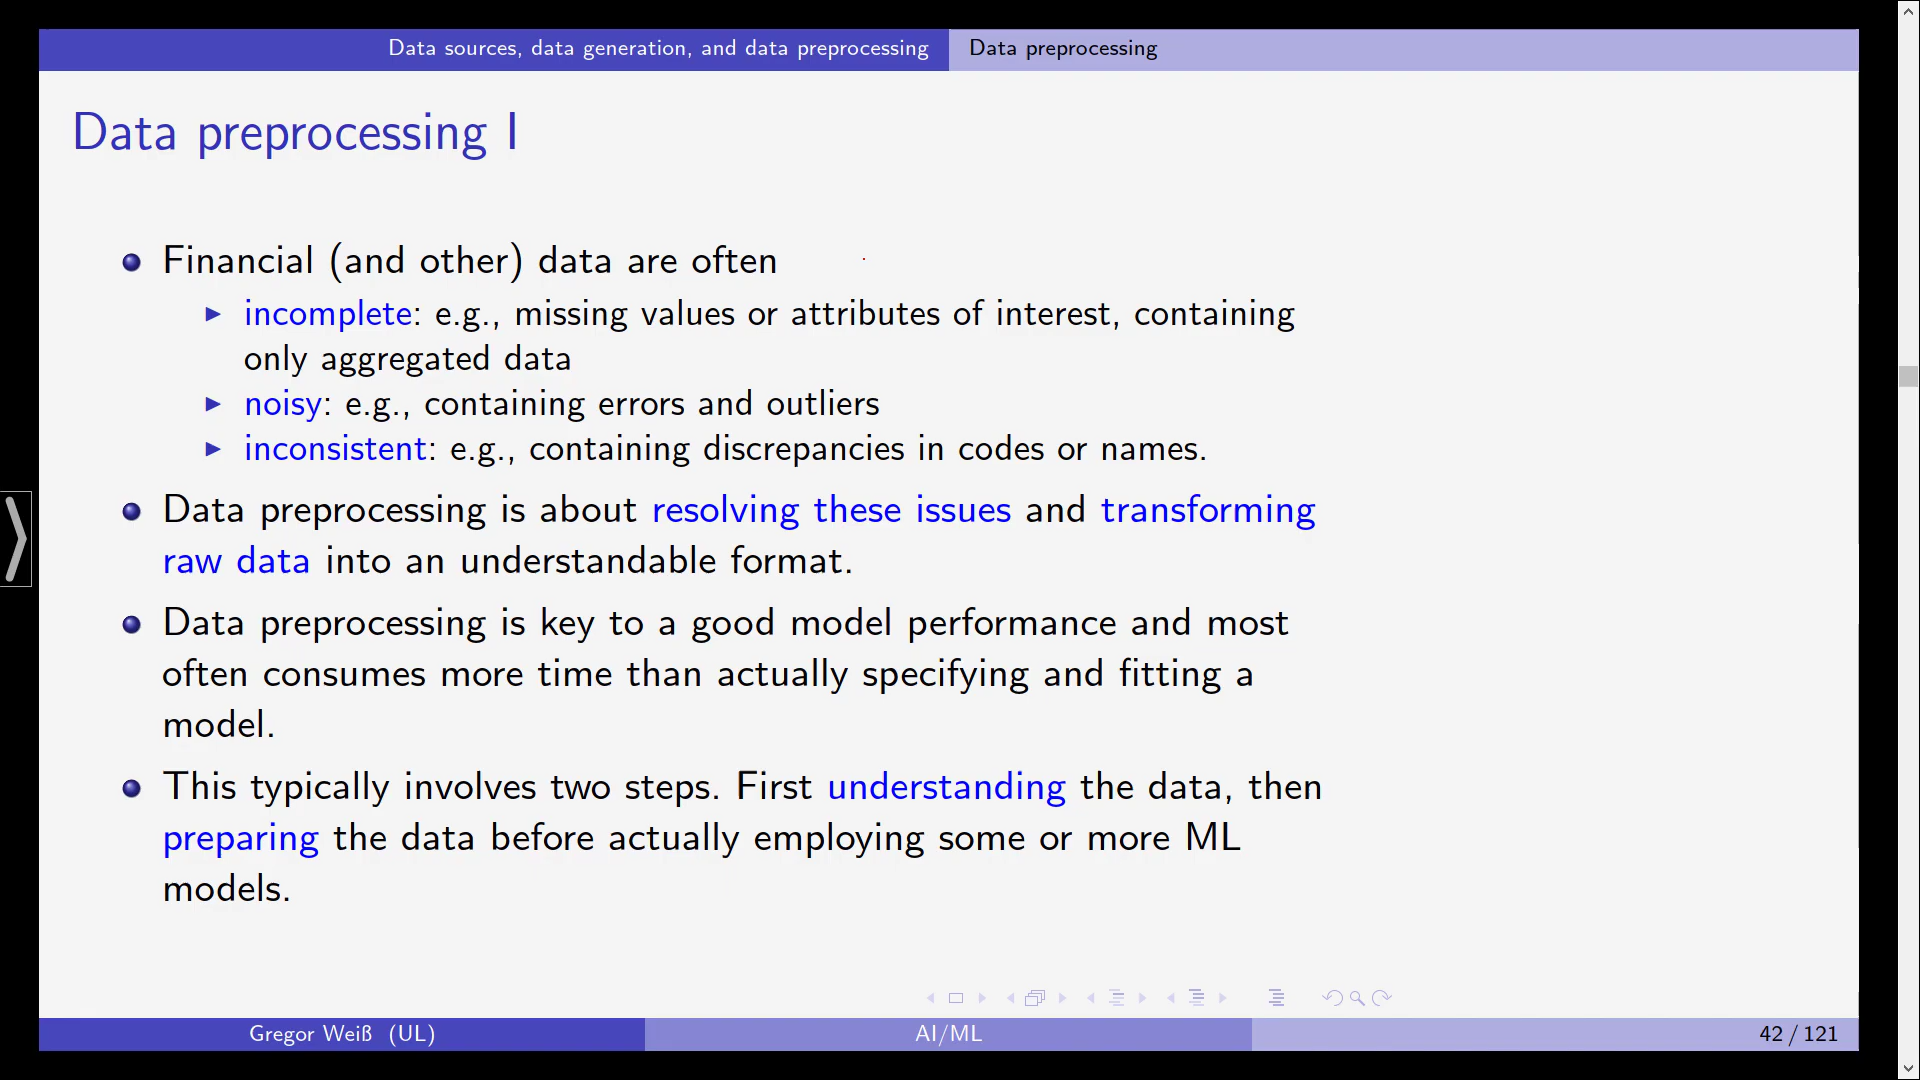 Data sources, data generation, and data preprocessing
Data preprocessing
Data preprocessing I
Financial (and other) data are often
incomplete: e.g., missing values or attributes of interest, containing
only aggregated data
noisy: e.g., containing errors and outliers
inconsistent: e.g., containing discrepancies in codes or names.
Data preprocessing is about resolving these issues and transforming
raw data into an understandable format.
Data preprocessing is key to a good model performance and most
often consumes more time than actually specifying and fitting a
model.
This typically involves two steps. First understanding the data, then
preparing the data before actually employing some or more ML
models.
Gregor Weiß (UL)
AI/ML
42 / 121